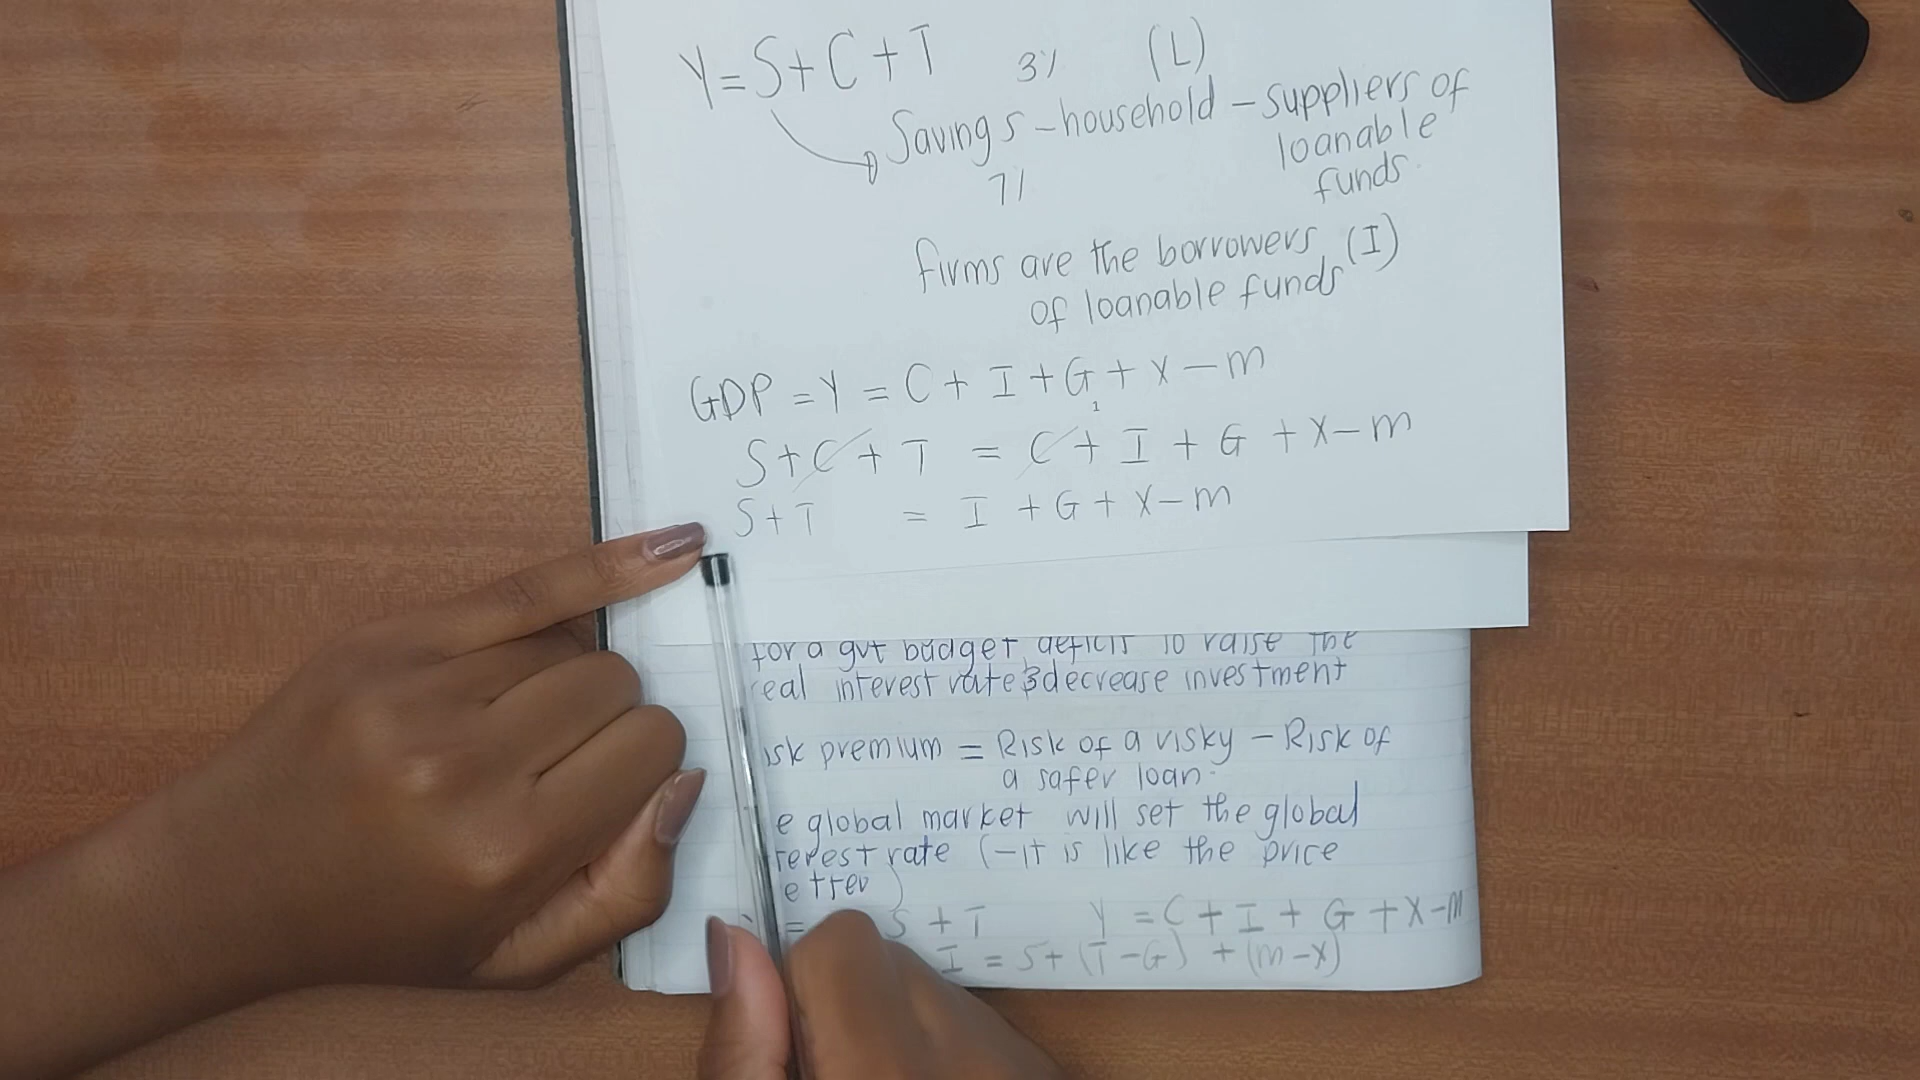 Y = S + C + T 3% (L)
Savings - household - suppliers of
loanable
funds.
7%
firms are the borrowers (I)
of loanable funds
GDP = Y = C + I + G + X - M
S + C + T = C + I + G + X - M
S + T = I + G + X - M
for a gvt budget deficit to raise the
real interest rate & decrease investment
isk premium = Risk of a risky - Risk of
a safer loan.
e global market will set the global
terest rate (- it is like the price
)
= S + T Y = C + I + G + X - M
I = S + (T - G) + (M - X)